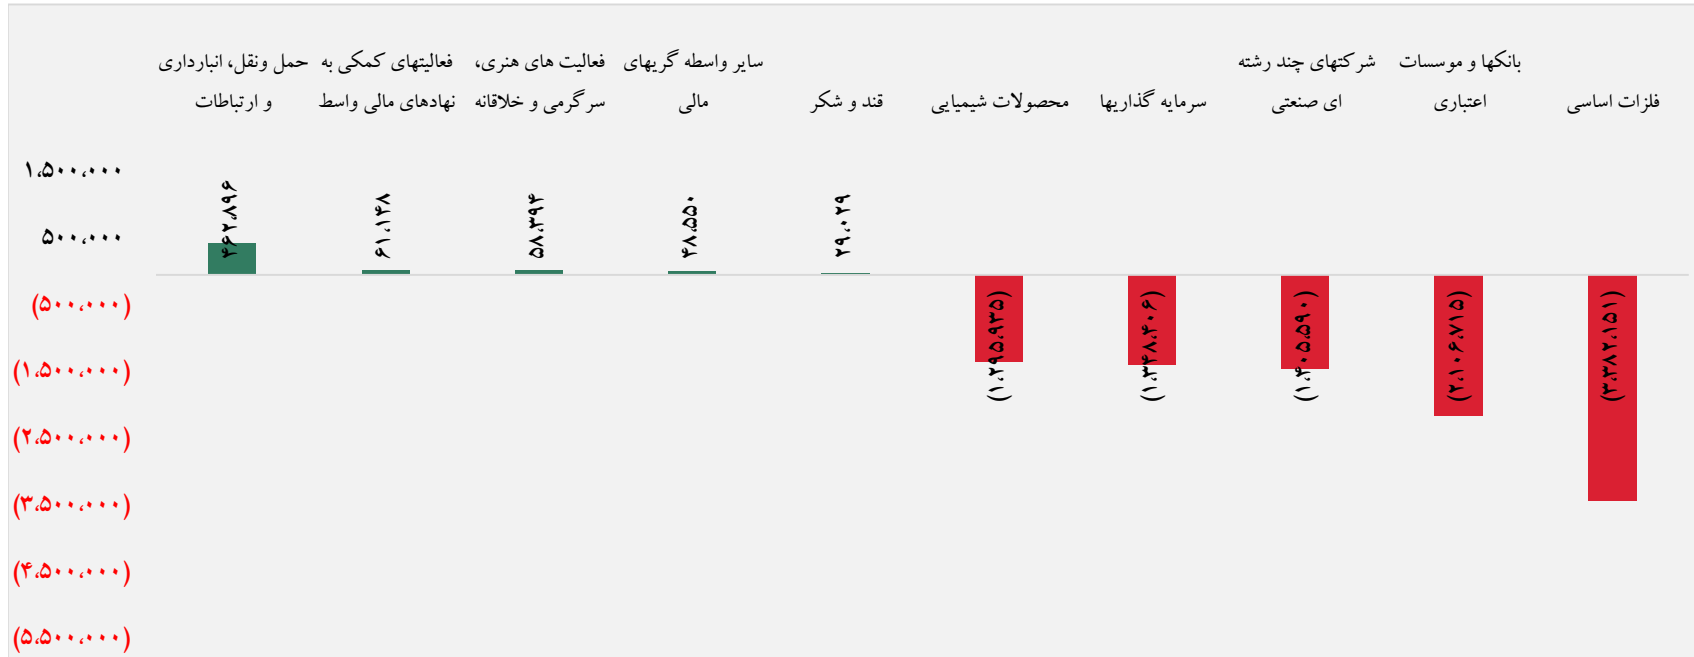 حمل ونقل، انبارداری
و ارتباطات
فعالیتهای کمکی به
نهادهای مالی واسط
فعالیت های هنری،
سرگرمی و خلاقانه
سایر واسطه گریهای
مالی
قند و شکر
محصولات شیمیایی
سرمایه گذاریها
شرکتهای چند رشته
ای صنعتی
بانکها و موسسات
اعتباری
فلزات اساسی
۱،۵۰۰،۰۰۰
۵۰۰،۰۰۰
(۵۰۰،۰۰۰)
(۱،۵۰۰،۰۰۰)
(۲،۵۰۰،۰۰۰)
(۳،۵۰۰،۰۰۰)
(۴،۵۰۰،۰۰۰)
(۵،۵۰۰،۰۰۰)
۴۶۲،۸۹۶
۶۱،۱۴۸
۵۸،۳۹۴
۴۸،۵۵۰
۲۹،۰۲۹
(۱،۲۹۵،۹۳۵)
(۱،۳۴۸،۴۰۶)
(۱،۴۰۵،۵۹۰)
(۲،۱۰۶،۷۱۵)
(۳،۳۸۲،۱۵۱)